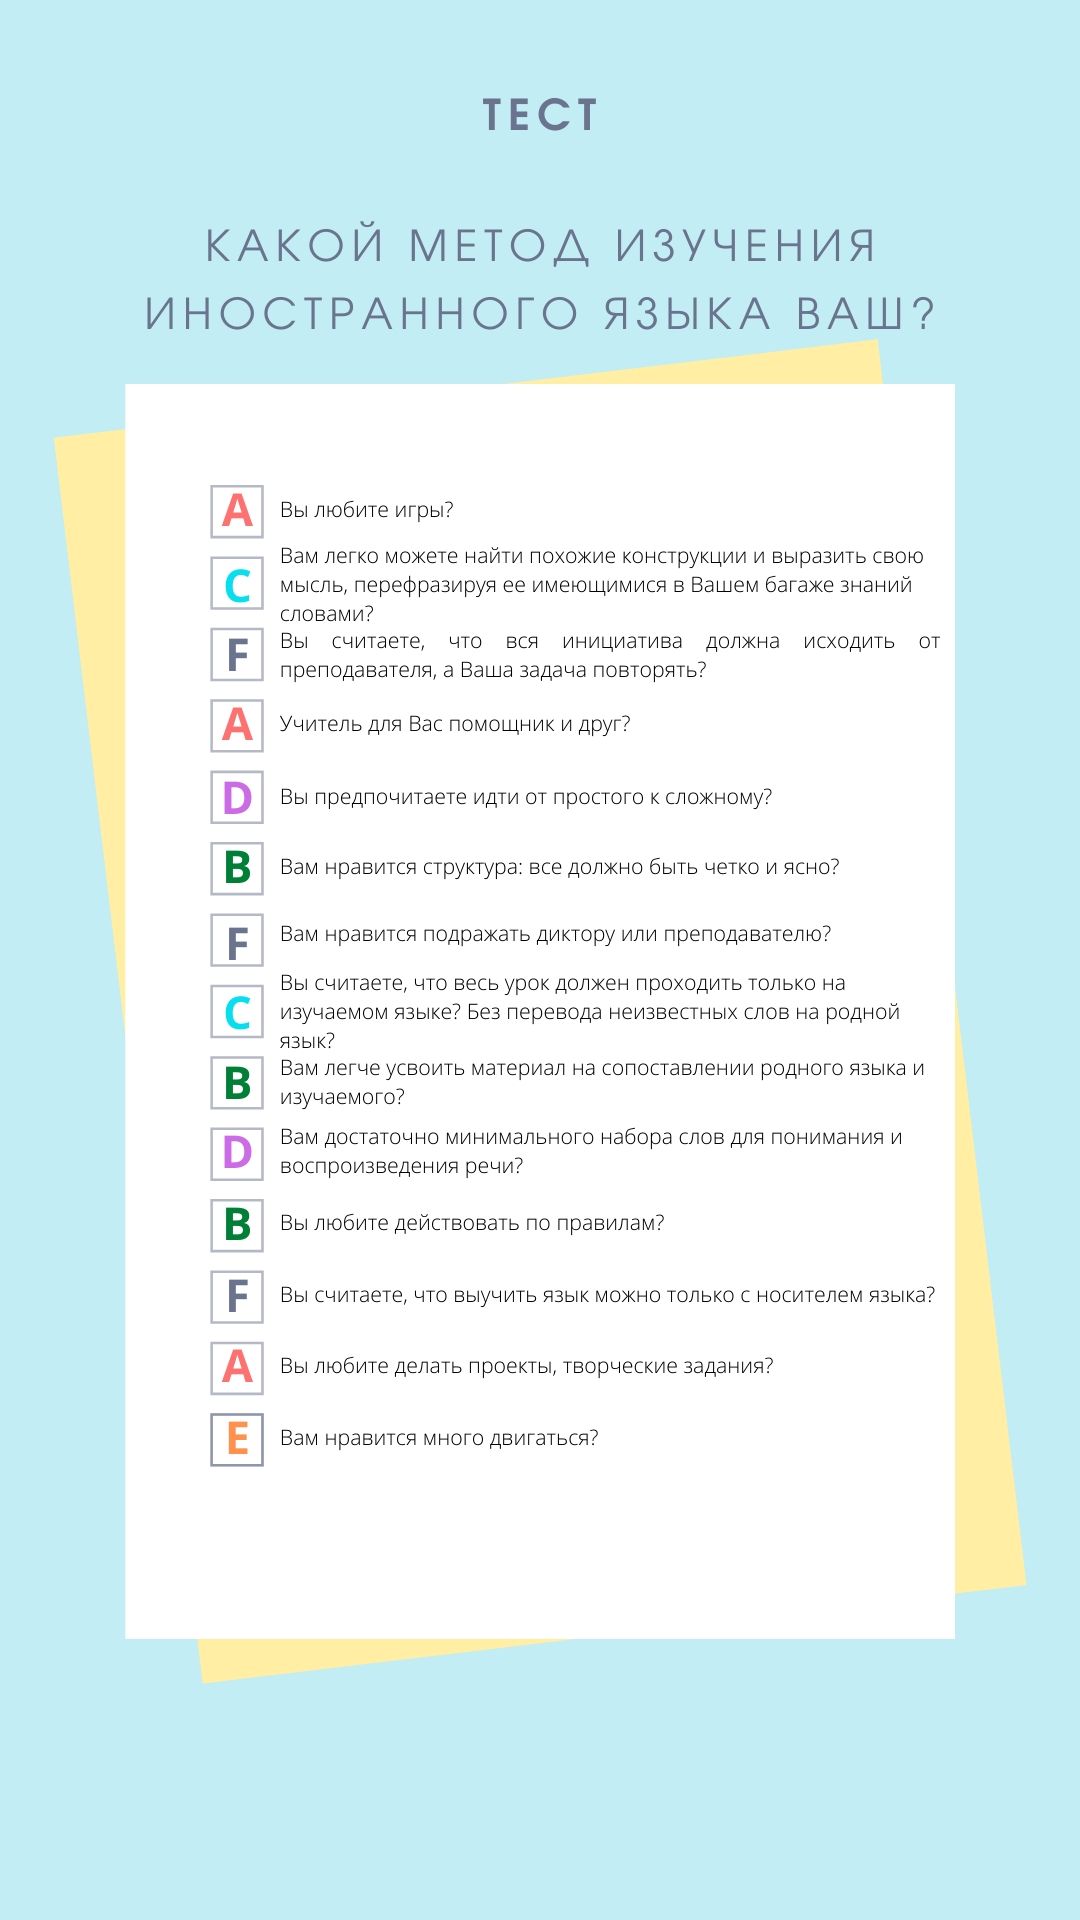 ТЕСТ
КАКОЙ МЕТОД ИЗУЧЕНИЯ
ИНОСТРАННОГО ЯЗЫКА ВАШ?
A Вы любите игры?
C Вам легко можете найти похожие конструкции и выразить свою
мысль, перефразируя ее имеющимися в Вашем багаже знаний
словами?
F Вы считаете, что вся инициатива должна исходить от
преподавателя, а Ваша задача повторять?
A Учитель для Вас помощник и друг?
D Вы предпочитаете идти от простого к сложному?
B Вам нравится структура: все должно быть четко и ясно?
F Вам нравится подражать диктору или преподавателю?
C Вы считаете, что весь урок должен проходить только на
изучаемом языке? Без перевода неизвестных слов на родной
язык?
B Вам легче усвоить материал на сопоставлении родного языка и
изучаемого?
D Вам достаточно минимального набора слов для понимания и
воспроизведения речи?
B Вы любите действовать по правилам?
F Вы считаете, что выучить язык можно только с носителем языка?
A Вы любите делать проекты, творческие задания?
E Вам нравится много двигаться?